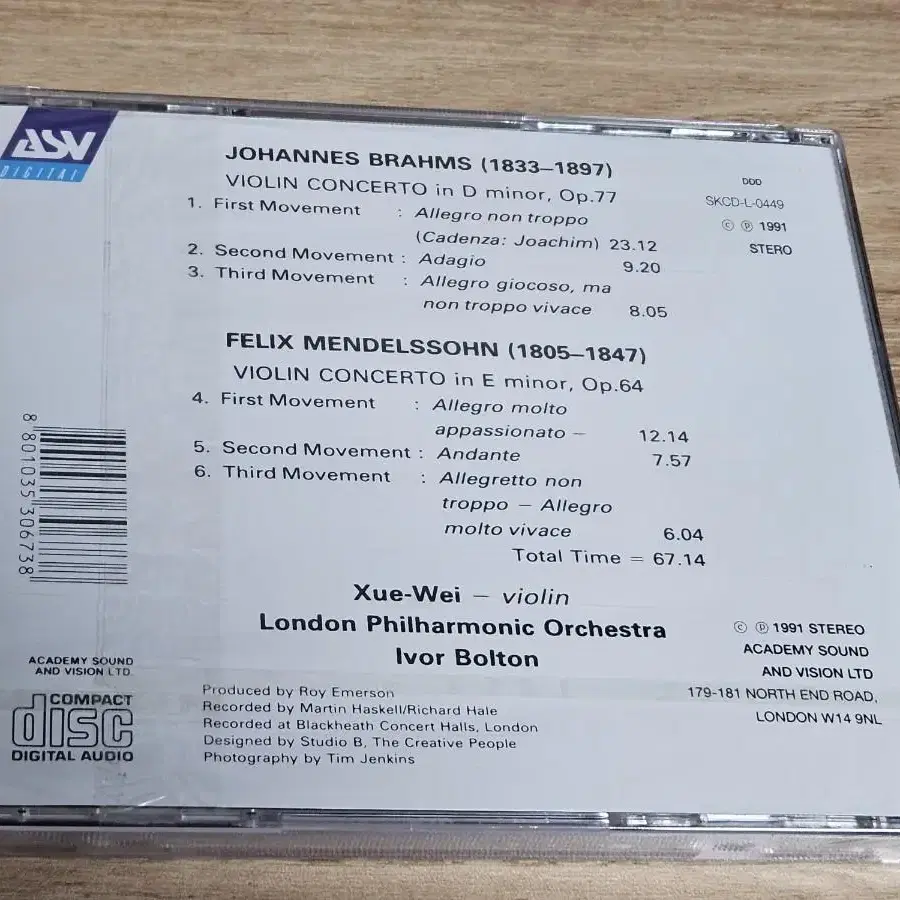 ASV
DIGITAL
JOHANNES BRAHMS (1833–1897)
VIOLIN CONCERTO in D minor, Op.77
1. First Movement : Allegro non troppo
(Cadenza: Joachim) 23.12
2. Second Movement : Adagio 9.20
3. Third Movement : Allegro giocoso, ma
non troppo vivace 8.05
DDD
SKCD-L-0449
© ℗ 1991
STERO
FELIX MENDELSSOHN (1805–1847)
VIOLIN CONCERTO in E minor, Op.64
4. First Movement : Allegro molto
appassionato – 12.14
5. Second Movement : Andante 7.57
6. Third Movement : Allegretto non
troppo – Allegro
molto vivace 6.04
Total Time = 67.14
8 801035 306738
Xue-Wei – violin
London Philharmonic Orchestra
Ivor Bolton
© ℗ 1991 STEREO
ACADEMY SOUND
AND VISION LTD
179-181 NORTH END ROAD,
LONDON W14 9NL
ACADEMY SOUND
AND VISION LTD.
COMPACT
disc
DIGITAL AUDIO
Produced by Roy Emerson
Recorded by Martin Haskell/Richard Hale
Recorded at Blackheath Concert Halls, London
Designed by Studio B, The Creative People
Photography by Tim Jenkins